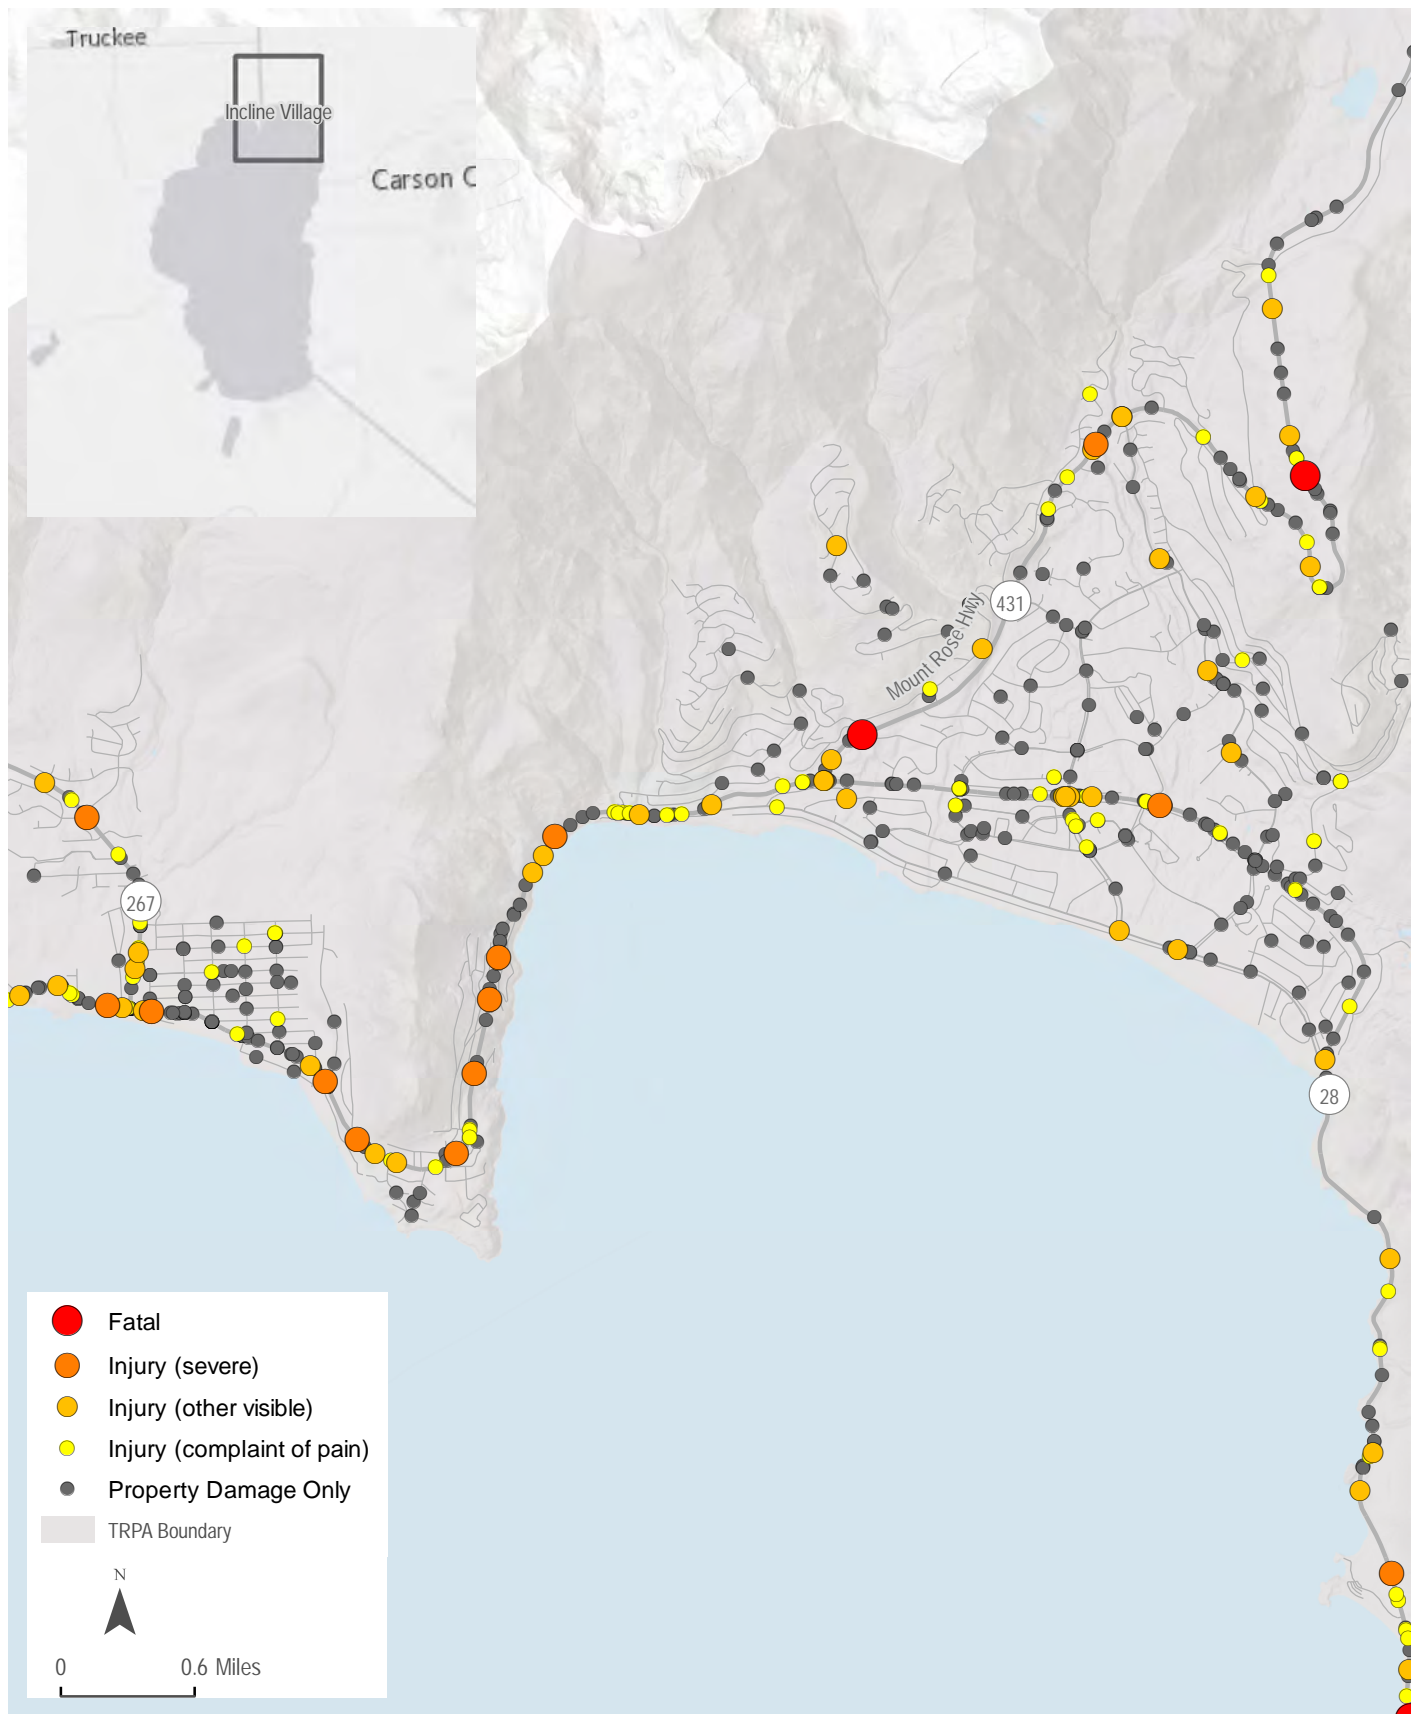 Truckee
Incline Village
Carson C
431
Mount Rose Hwy
267
28
Fatal
Injury (severe)
Injury (other visible)
Injury (complaint of pain)
Property Damage Only
TRPA Boundary
N
0 0.6 Miles